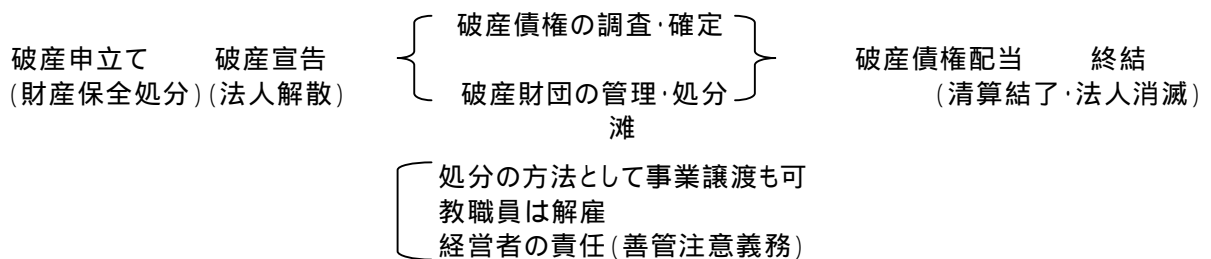 破産債権の調査･確定
破産申立て 破産宣告 破産債権配当 終結
(財産保全処分)(法人解散) 破産財団の管理･処分 (清算結了･法人消滅)
滩
処分の方法として事業譲渡も可
教職員は解雇
経営者の責任(善管注意義務)